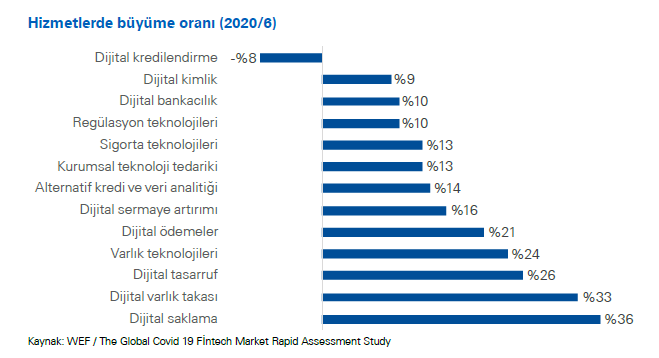 Hizmetlerde büyüme oranı (2020/6)
Dijital kredilendirme -%8
Dijital kimlik %9
Dijital bankacılık %10
Regülasyon teknolojileri %10
Sigorta teknolojileri %13
Kurumsal teknoloji tedariki %13
Alternatif kredi ve veri analitiği %14
Dijital sermaye artırımı %16
Dijital ödemeler %21
Varlık teknolojileri %24
Dijital tasarruf %26
Dijital varlık takası %33
Dijital saklama %36
Kaynak: WEF / The Global Covid 19 Fİntech Market Rapid Assessment Study